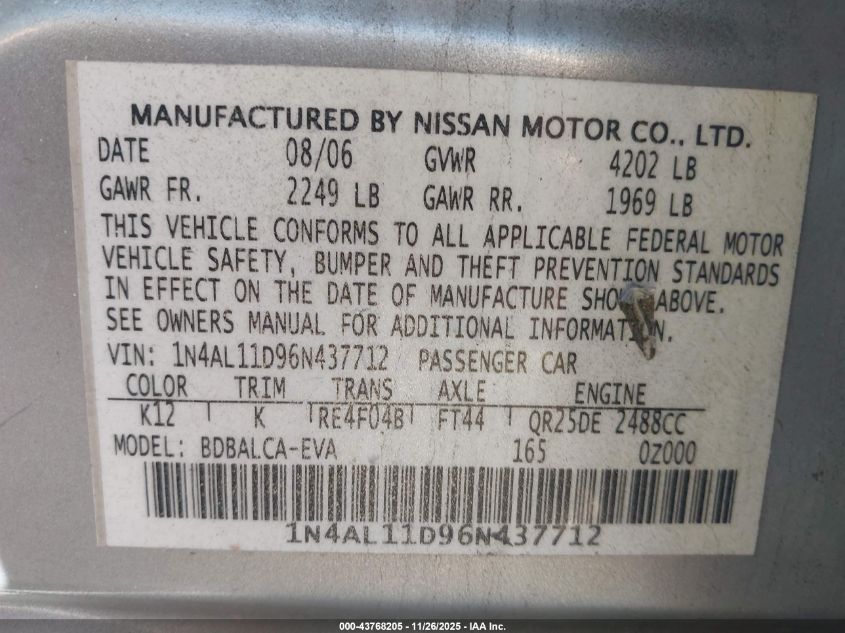 MANUFACTURED BY NISSAN MOTOR CO., LTD.
DATE 08/06 GVWR 4202 LB
GAWR FR. 2249 LB GAWR RR. 1969 LB
THIS VEHICLE CONFORMS TO ALL APPLICABLE FEDERAL MOTOR
VEHICLE SAFETY, BUMPER AND THEFT PREVENTION STANDARDS
IN EFFECT ON THE DATE OF MANUFACTURE ABOVE.
SEE OWNERS MANUAL FOR ADDITIONAL INFORMATION.
VIN: 1N4AL11D96N437712 PASSENGER CAR
COLOR TRIM TRANS AXLE ENGINE
K12 K RE4F04B FT44 QR25DE 2488CC
MODEL: BDBALCA-EVA 165 0Z000
1N4AL11D96N437712
000-43768205 - 11/26/2025 - IAA Inc.